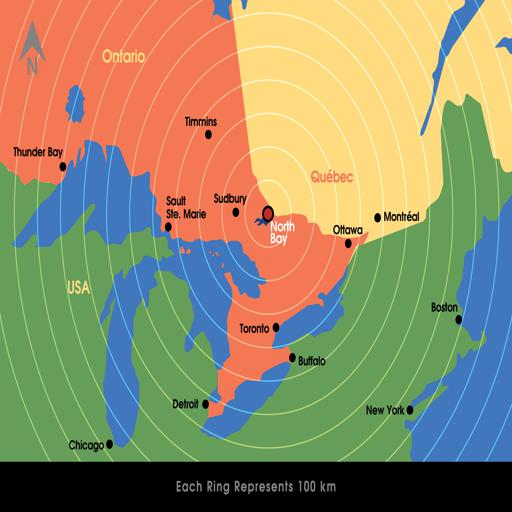 N
Ontario
Timmins
Thunder Bay
Québec
Sault
Ste. Marie
Sudbury
North
Bay
Montréal
Ottawa
USA
Boston
Toronto
Buffalo
Detroit
New York
Chicago
Each Ring Represents 100 km